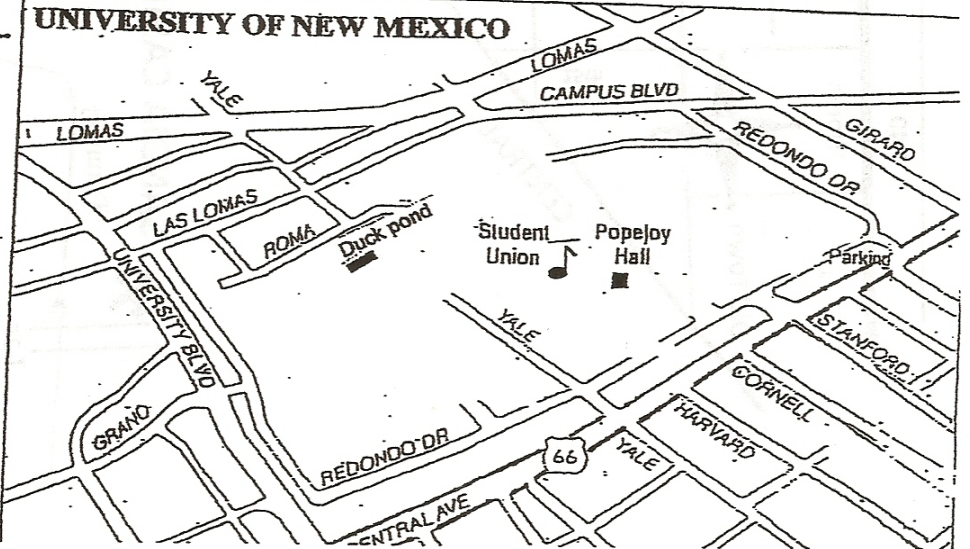 UNIVERSITY OF NEW MEXICO
YALE
LOMAS
LOMAS
CAMPUS BLVD
REDONDO DR
GIRARD
LAS LOMAS
ROMA
Duck pond
Student
Union
Popejoy
Hall
Parking
UNIVERSITY BLVD
YALE
STANFORD
CORNELL
HARVARD
GRAND
REDONDO DR
66
YALE
CENTRAL AVE